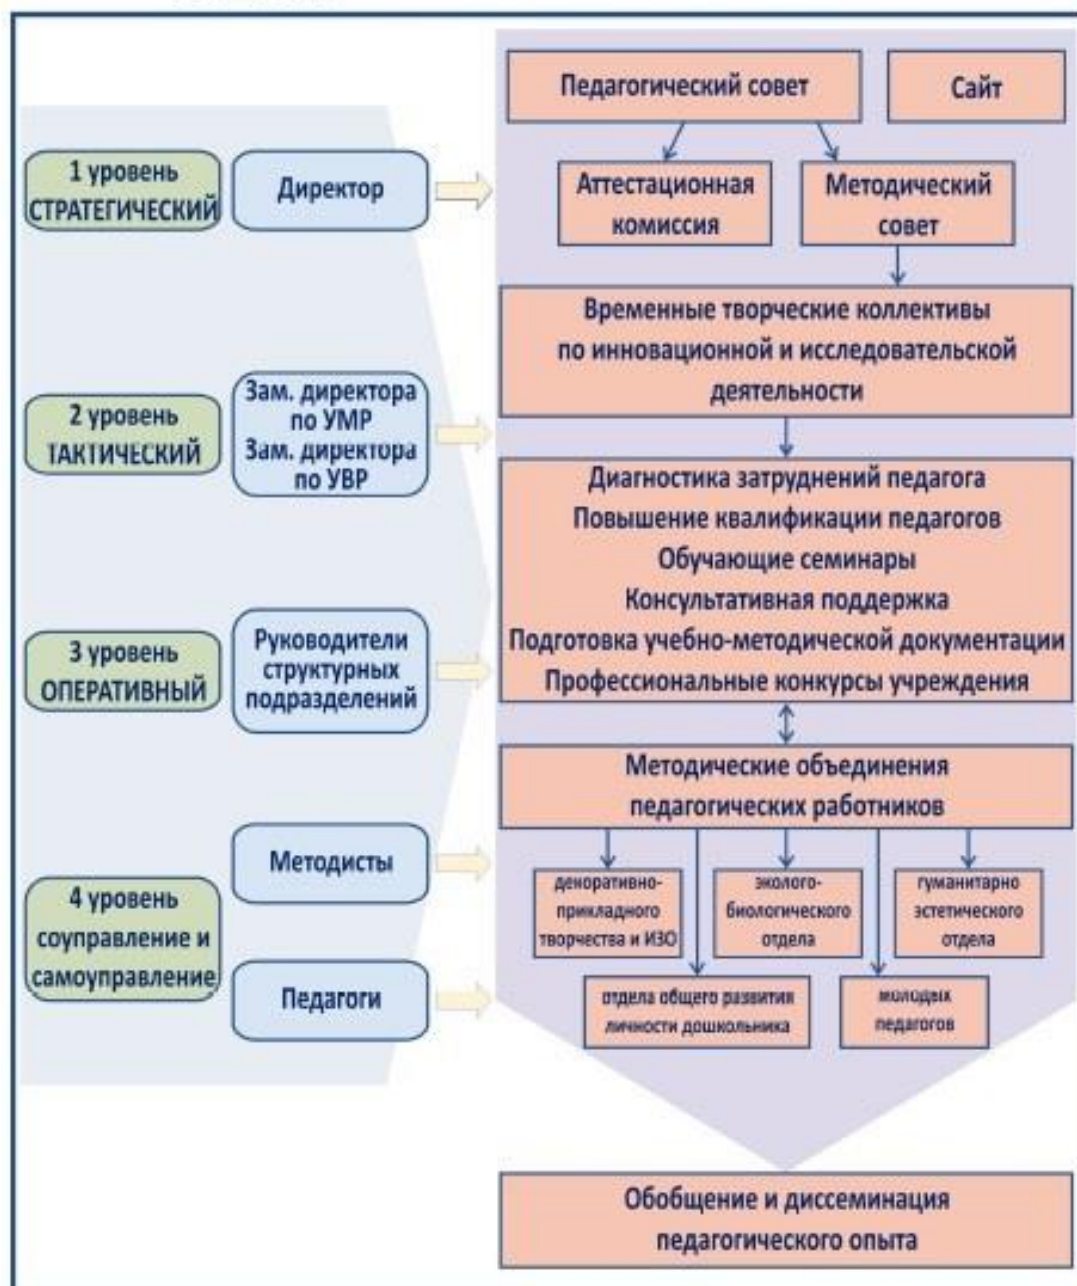 Педагогический совет
Сайт
1 уровень
СТРАТЕГИЧЕСКИЙ
Директор
Аттестационная
комиссия
Методический
совет
Временные творческие коллективы
по инновационной и исследовательской
деятельности
2 уровень
ТАКТИЧЕСКИЙ
Зам. директора
по УМР
Зам. директора
по УВР
Диагностика затруднений педагога
Повышение квалификации педагогов
Обучающие семинары
Консультативная поддержка
Подготовка учебно-методической документации
Профессиональные конкурсы учреждения
3 уровень
ОПЕРАТИВНЫЙ
Руководители
структурных
подразделений
Методические объединения
педагогических работников
4 уровень
соуправление и
самоуправление
Методисты
Педагоги
декоративно-
прикладного
творчества и ИЗО
эколого-
биологического
отдела
гуманитарно
эстетического
отдела
отдела общего развития
личности дошкольника
молодых
педагогов
Обобщение и диссеминация
педагогического опыта